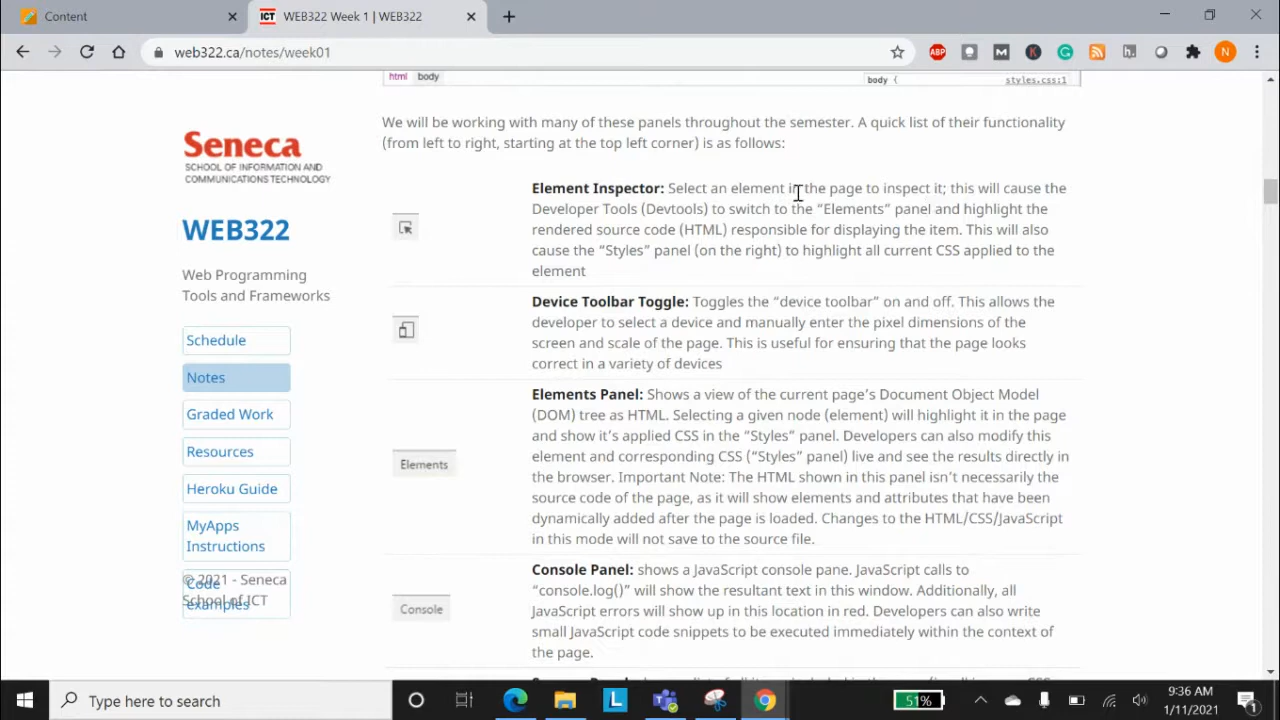 Content
ICT
WEB322 Week 1 | WEB322
web322.ca/notes/week01
ABP
M
K
N
html body
body {
styles.css:1
Seneca
SCHOOL OF INFORMATION AND
COMMUNICATIONS TECHNOLOGY
WEB322
Web Programming
Tools and Frameworks
Schedule
Notes
Graded Work
Resources
Heroku Guide
MyApps
Instructions
Code
examples
© 2021 - Seneca
School of ICT
We will be working with many of these panels throughout the semester. A quick list of their functionality
(from left to right, starting at the top left corner) is as follows:
Element Inspector: Select an element in the page to inspect it; this will cause the
Developer Tools (Devtools) to switch to the “Elements” panel and highlight the
rendered source code (HTML) responsible for displaying the item. This will also
cause the “Styles” panel (on the right) to highlight all current CSS applied to the
element
Device Toolbar Toggle: Toggles the “device toolbar” on and off. This allows the
developer to select a device and manually enter the pixel dimensions of the
screen and scale of the page. This is useful for ensuring that the page looks
correct in a variety of devices
Elements
Elements Panel: Shows a view of the current page’s Document Object Model
(DOM) tree as HTML. Selecting a given node (element) will highlight it in the page
and show it’s applied CSS in the “Styles” panel. Developers can also modify this
element and corresponding CSS (“Styles” panel) live and see the results directly in
the browser. Important Note: The HTML shown in this panel isn’t necessarily the
source code of the page, as it will show elements and attributes that have been
dynamically added after the page is loaded. Changes to the HTML/CSS/JavaScript
in this mode will not save to the source file.
Console
Console Panel: shows a JavaScript console pane. JavaScript calls to
“console.log()” will show the resultant text in this window. Additionally, all
JavaScript errors will show up in this location in red. Developers can also write
small JavaScript code snippets to be executed immediately within the context of
the page.
Type here to search
L
51%
9:36 AM
1/11/2021
1